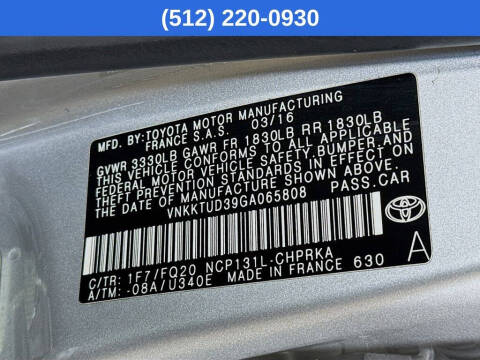 (512) 220-0930
MFD. BY: TOYOTA MOTOR MANUFACTURING
FRANCE S.A.S. 03/16
GVWR 3330LB GAWR FR 1830LB RR 1830LB
THIS VEHICLE CONFORMS TO ALL APPLICABLE
FEDERAL MOTOR VEHICLE SAFETY, BUMPER, AND
THEFT PREVENTION STANDARDS IN EFFECT ON
THE DATE OF MANUFACTURE SHOWN ABOVE.
VNKKTUD39GA065808 PASS.CAR
C/TR: 1F7/FQ20 NCP131L-CHPRKA A
A/TM: -08A/U340E MADE IN FRANCE 630